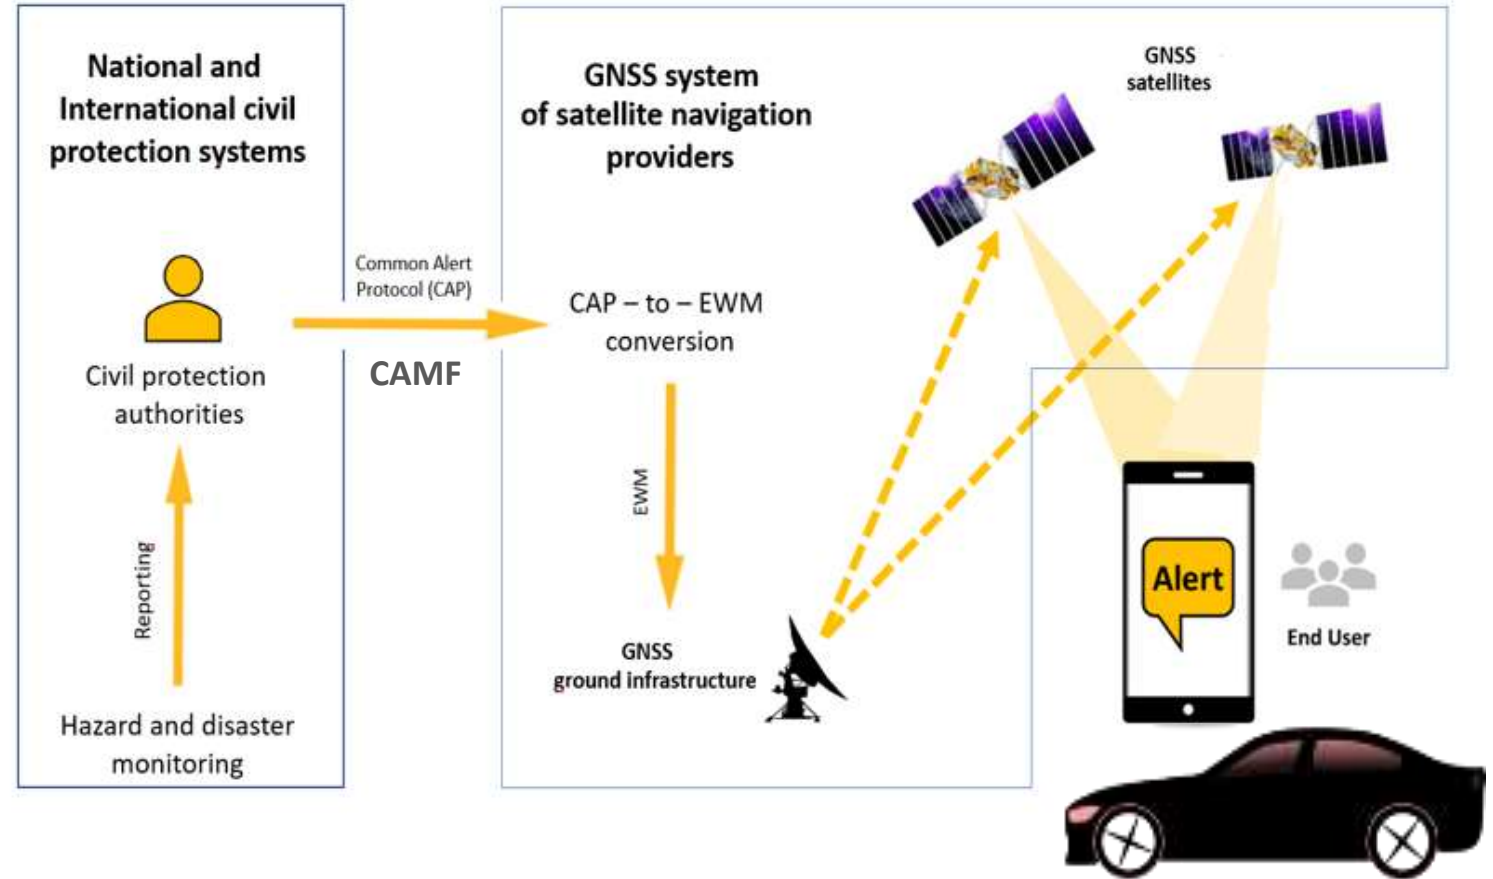 National and
International civil
protection systems
Civil protection
authorities
Reporting
Hazard and disaster
monitoring
Common Alert
Protocol (CAP)
CAMF
GNSS system
of satellite navigation
providers
CAP – to – EWM
conversion
EWM
GNSS
ground infrastructure
GNSS
satellites
Alert
End User